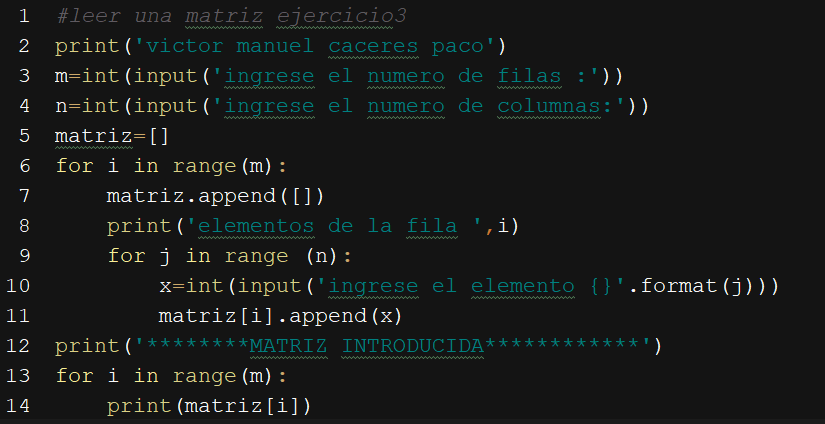 1 #leer una matriz ejercicio3
2 print('victor manuel caceres paco')
3 m=int(input('ingrese el numero de filas :'))
4 n=int(input('ingrese el numero de columnas:'))
5 matriz=[]
6 for i in range(m):
7     matriz.append([])
8     print('elementos de la fila ',i)
9     for j in range (n):
10         x=int(input('ingrese el elemento {}'.format(j)))
11         matriz[i].append(x)
12 print('********MATRIZ INTRODUCIDA************')
13 for i in range(m):
14     print(matriz[i])